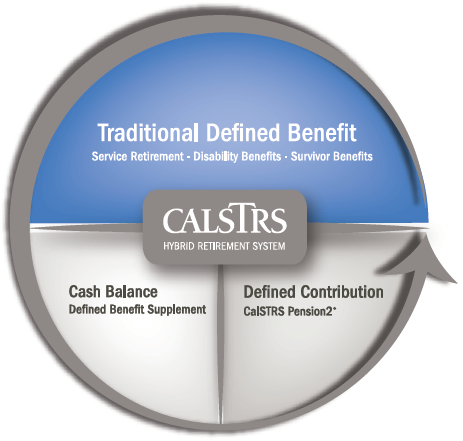 Traditional Defined Benefit
Service Retirement - Disability Benefits · Survivor Benefits
CALSTRS
HYBRID RETIREMENT SYSTEM
Cash Balance
Defined Benefit Supplement
Defined Contribution
CalSTRS Pension2*